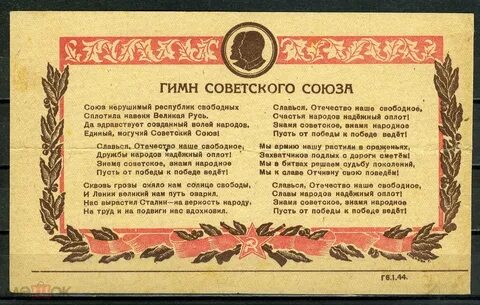 ГИМН СОВЕТСКОГО СОЮЗА
Союз нерушимый республик свободных
Сплотила навеки Великая Русь.
Да здравствует созданный волей народов,
Единый, могучий Советский Союз!
Славься, Отечество наше свободное,
Дружбы народов надёжный оплот!
Знамя советское, знамя народное
Пусть от победы к победе ведёт!
Сквозь грозы сияло нам солнце свободы,
И Ленин великий нам путь озарил,
Нас вырастил Сталин—на верность народу,
На труд и на подвиги нас вдохновил.
Славься, Отечество наше свободное,
Счастья народов надёжный оплот!
Знамя советское, знамя народное
Пусть от победы к победе ведёт!
Мы армию нашу растили в сраженьях,
Захватчиков подлых с дороги сметём!
Мы в битвах решаем судьбу поколений,
Мы к славе Отчизну свою поведём!
Славься, Отечество наше свободное,
Славы народов надёжный оплот!
Знамя советское, знамя народное
Пусть от победы к победе ведёт!
Г6.1.44.